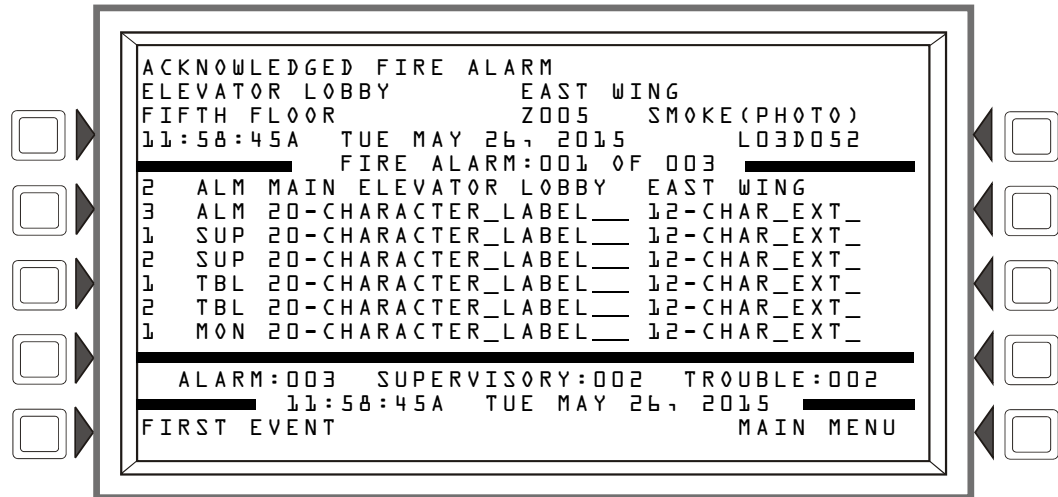 ACKNOWLEDGED FIRE ALARM
ELEVATOR LOBBY EAST WING
FIFTH FLOOR Z005 SMOKE(PHOTO)
11:58:45A TUE MAY 26, 2015 L03D052
FIRE ALARM:001 OF 003
2 ALM MAIN ELEVATOR LOBBY EAST WING
3 ALM 20-CHARACTER_LABEL___ 12-CHAR_EXT_
1 SUP 20-CHARACTER_LABEL___ 12-CHAR_EXT_
2 SUP 20-CHARACTER_LABEL___ 12-CHAR_EXT_
1 TBL 20-CHARACTER_LABEL___ 12-CHAR_EXT_
2 TBL 20-CHARACTER_LABEL___ 12-CHAR_EXT_
1 MON 20-CHARACTER_LABEL___ 12-CHAR_EXT_
ALARM:003 SUPERVISORY:002 TROUBLE:002
11:58:45A TUE MAY 26, 2015
FIRST EVENT MAIN MENU